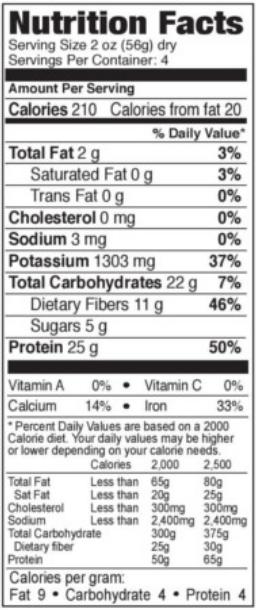 Nutrition Facts
Serving Size 2 oz (56g) dry
Servings Per Container: 4
Amount Per Serving
Calories 210 Calories from fat 20
% Daily Value*
Total Fat 2 g 3%
Saturated Fat 0 g 3%
Trans Fat 0 g 0%
Cholesterol 0 mg 0%
Sodium 3 mg 0%
Potassium 1303 mg 37%
Total Carbohydrates 22 g 7%
Dietary Fibers 11 g 46%
Sugars 5 g
Protein 25 g 50%
Vitamin A 0% • Vitamin C 0%
Calcium 14% • Iron 33%
* Percent Daily Values are based on a 2000
Calorie diet. Your daily values may be higher
or lower depending on your calorie needs.
Calories 2,000 2,500
Total Fat Less than 65g 80g
Sat Fat Less than 20g 25g
Cholesterol Less than 300mg 300mg
Sodium Less than 2,400mg 2,400mg
Total Carbohydrate 300g 375g
Dietary fiber 25g 30g
Protein 50g 65g
Calories per gram:
Fat 9 • Carbohydrate 4 • Protein 4